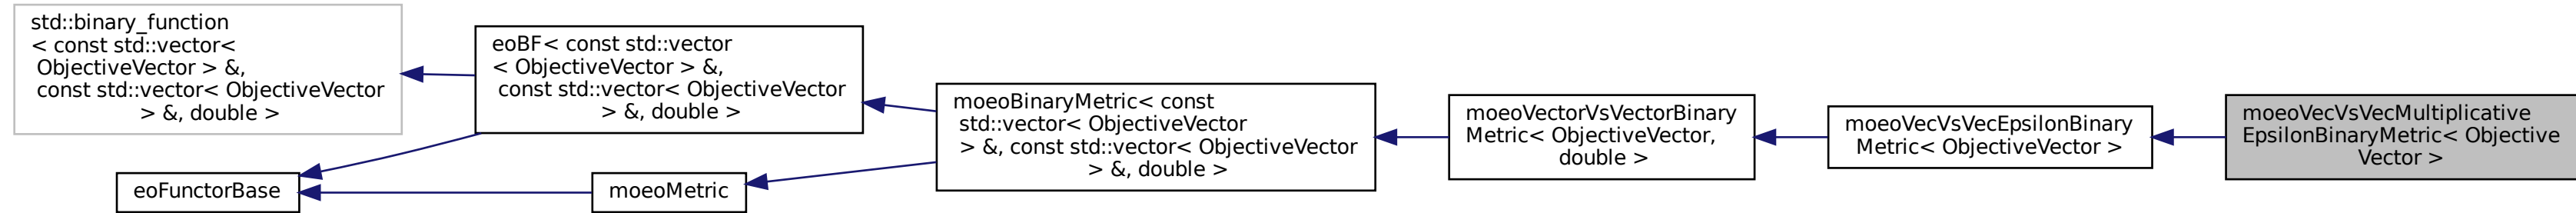 std::binary_function
< const std::vector<
ObjectiveVector > &,
const std::vector< ObjectiveVector
> &, double >
eoBF< const std::vector
< ObjectiveVector > &,
const std::vector< ObjectiveVector
> &, double >
eoFunctorBase
moeoMetric
moeoBinaryMetric< const
std::vector< ObjectiveVector
> &, const std::vector< ObjectiveVector
> &, double >
moeoVectorVsVectorBinary
Metric< ObjectiveVector,
double >
moeoVecVsVecEpsilonBinary
Metric< ObjectiveVector >
moeoVecVsVecMultiplicative
EpsilonBinaryMetric< Objective
Vector >